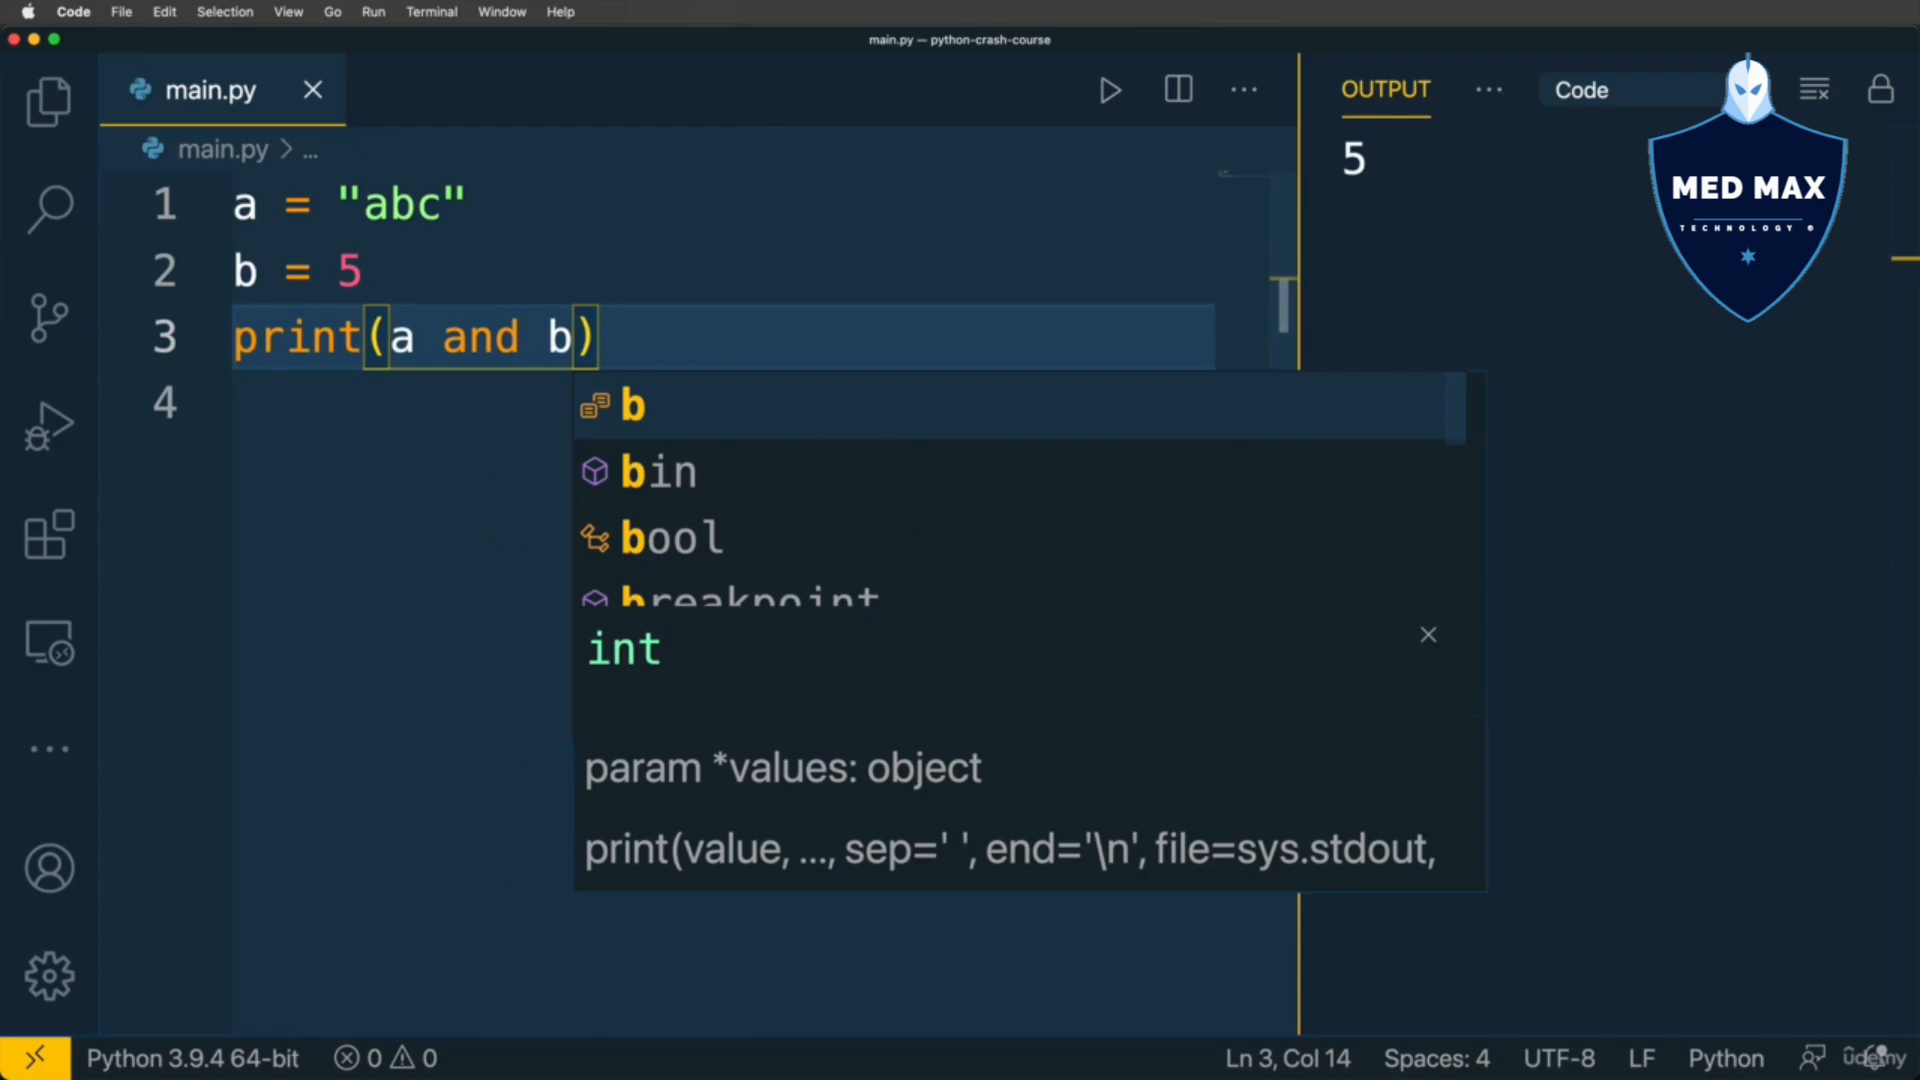 Code File Edit Selection View Go Run Terminal Window Help
main.py — python-crash-course
main.py
OUTPUT
Code
main.py > ...
5
1 a = "abc"
2 b = 5
3 print(a and b)
4
b
bin
bool
breakpoint
int
param *values: object
print(value, ..., sep=' ', end='\n', file=sys.stdout,
MED MAX
TECHNOLOGY ®
Python 3.9.4 64-bit 0 0
Ln 3, Col 14 Spaces: 4 UTF-8 LF Python
udemy